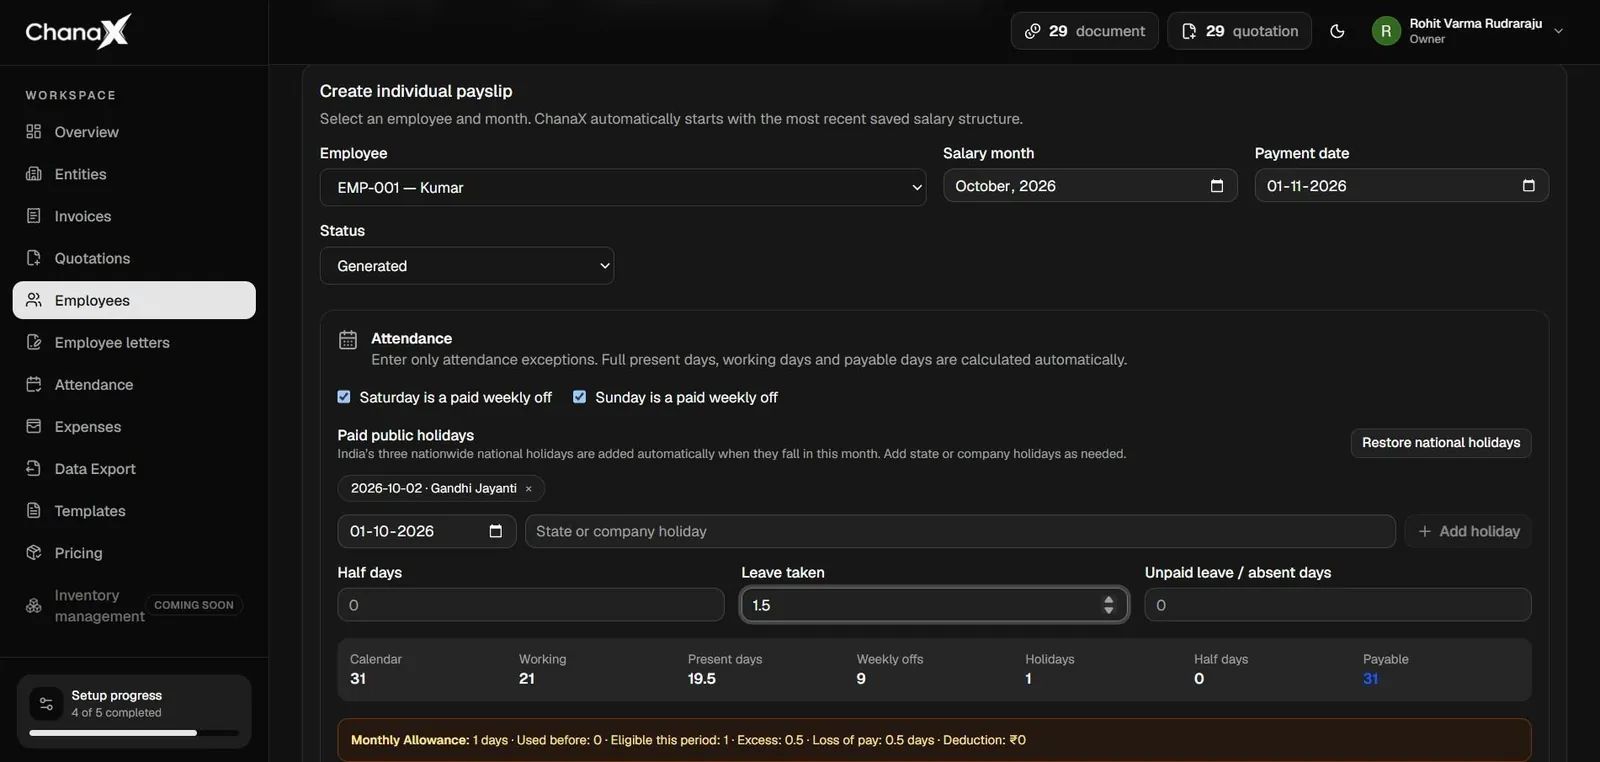 ChanaX
29 document
29 quotation
R
Rohit Varma Rudraraju
Owner
WORKSPACE
Overview
Entities
Invoices
Quotations
Employees
Employee letters
Attendance
Expenses
Data Export
Templates
Pricing
Inventory management
COMING SOON
Setup progress
4 of 5 completed
Create individual payslip
Select an employee and month. ChanaX automatically starts with the most recent saved salary structure.
Employee
Salary month
Payment date
EMP-001 — Kumar
October, 2026
01-11-2026
Status
Generated
Attendance
Enter only attendance exceptions. Full present days, working days and payable days are calculated automatically.
Saturday is a paid weekly off
Sunday is a paid weekly off
Paid public holidays
India's three nationwide national holidays are added automatically when they fall in this month. Add state or company holidays as needed.
Restore national holidays
2026-10-02 · Gandhi Jayanti ×
01-10-2026
State or company holiday
+ Add holiday
Half days
Leave taken
Unpaid leave / absent days
0
1.5
0
Calendar
Working
Present days
Weekly offs
Holidays
Half days
Payable
31
21
19.5
9
1
0
31
Monthly Allowance: 1 days · Used before: 0 · Eligible this period: 1 · Excess: 0.5 · Loss of pay: 0.5 days · Deduction: ₹0